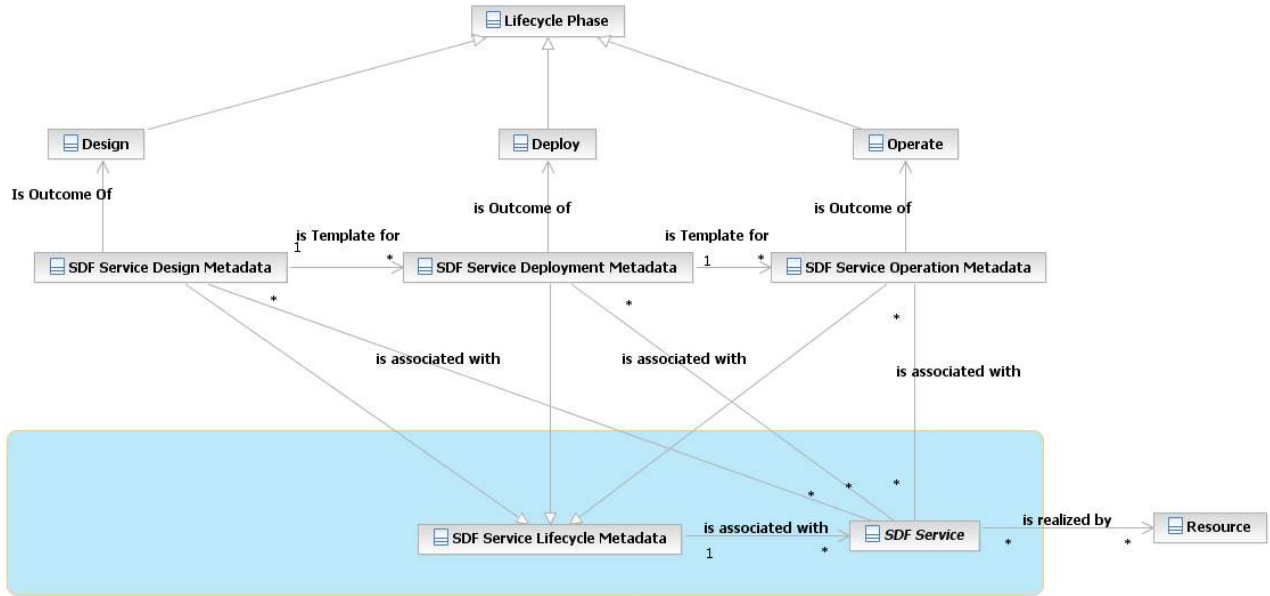 Lifecycle Phase
Design
Deploy
Operate
Is Outcome Of
is Outcome of
is Outcome of
is Template for
1
*
is Template for
1
*
SDF Service Design Metadata
SDF Service Deployment Metadata
SDF Service Operation Metadata
*
*
*
is associated with
is associated with
is associated with
*
*
*
SDF Service Lifecycle Metadata
is associated with
1
*
SDF Service
is realized by
*
*
Resource